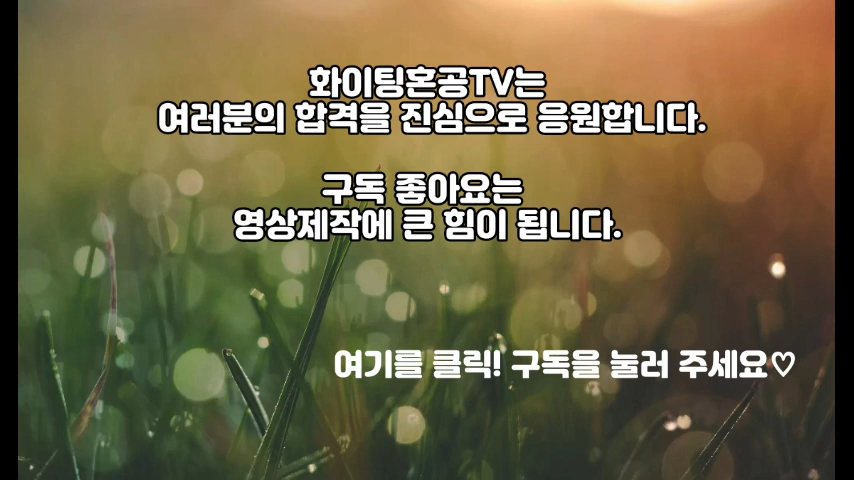 화이팅혼공TV는
여러분의 합격을 진심으로 응원합니다.
구독 좋아요는
영상제작에 큰 힘이 됩니다.
여기를 클릭! 구독을 눌러 주세요♡